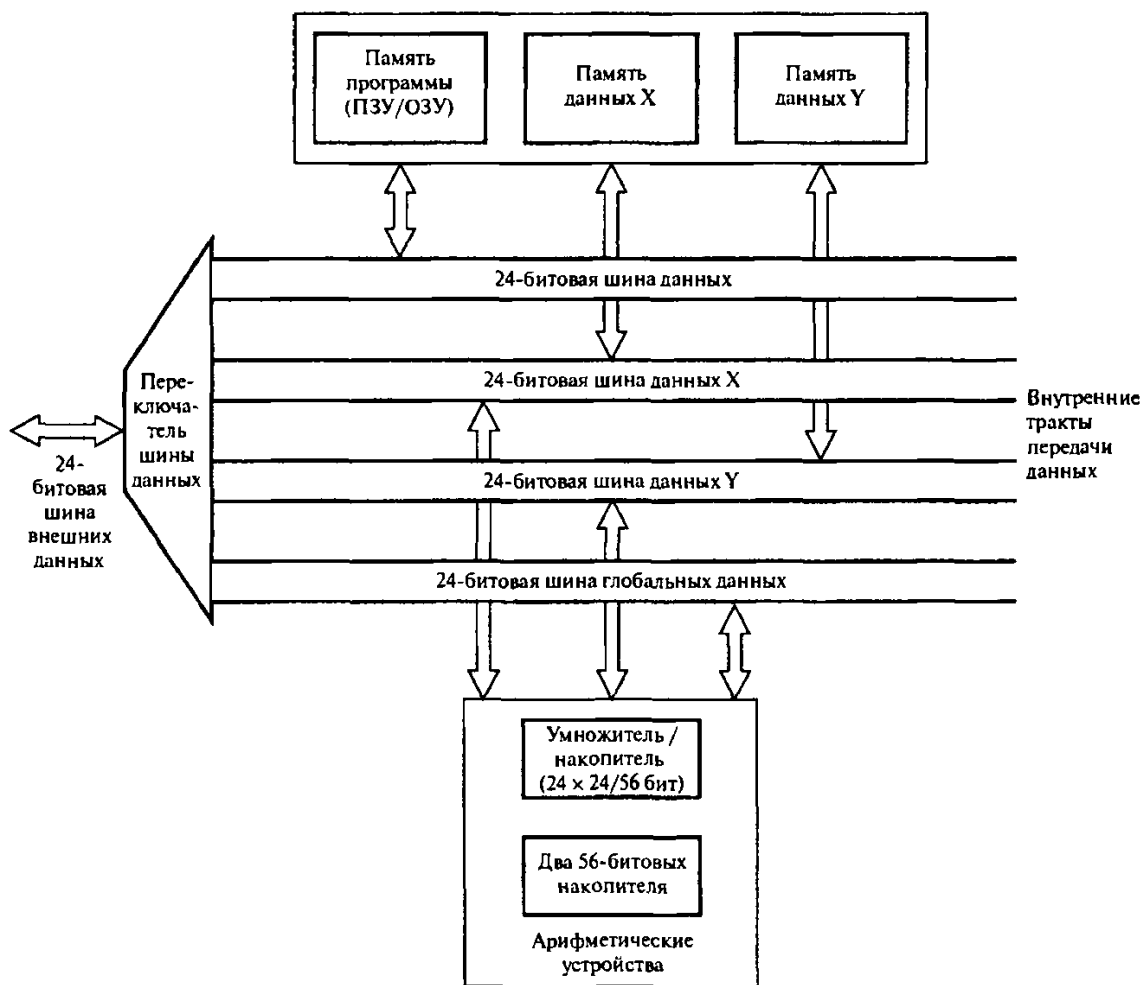 Память
программы
(ПЗУ/ОЗУ)
Память
данных X
Память
данных Y
24-битовая шина данных
24-битовая шина данных X
24-битовая шина данных Y
24-битовая шина глобальных данных
Пере-
ключа-
тель
шины
данных
24-
битовая
шина
внешних
данных
Внутренние
тракты
передачи
данных
Умножитель /
накопитель
(24 × 24/56 бит)
Два 56-битовых
накопителя
Арифметические
устройства